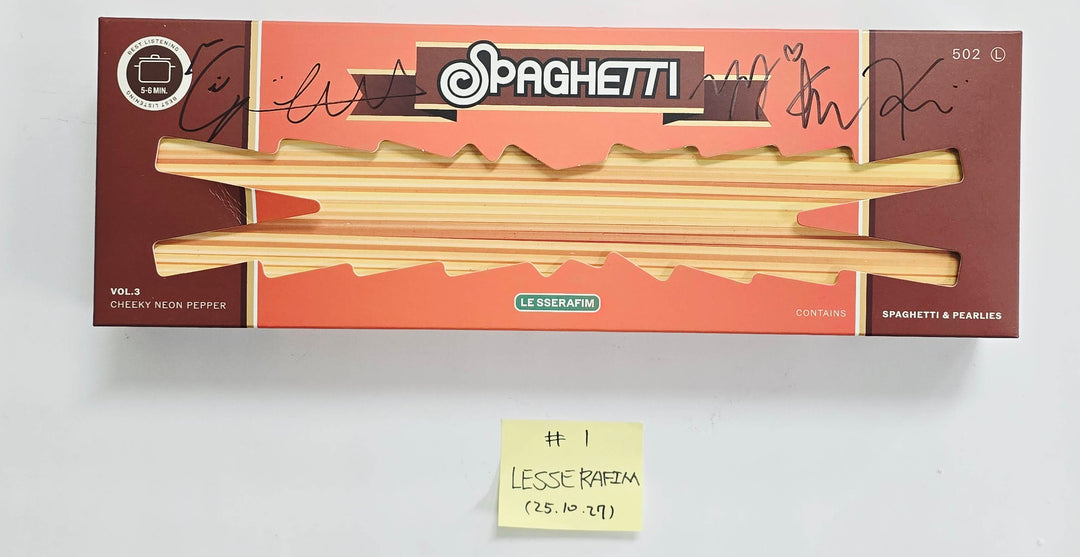 BEST LISTENING
5-6 MIN.
BEST LISTENING
SPAGHETTI
502 L
VOL.3
CHEEKY NEON PEPPER
LE SSERAFIM
CONTAINS
SPAGHETTI & PEARLIES
# 1
LESSERAFIM
(25.10.27)